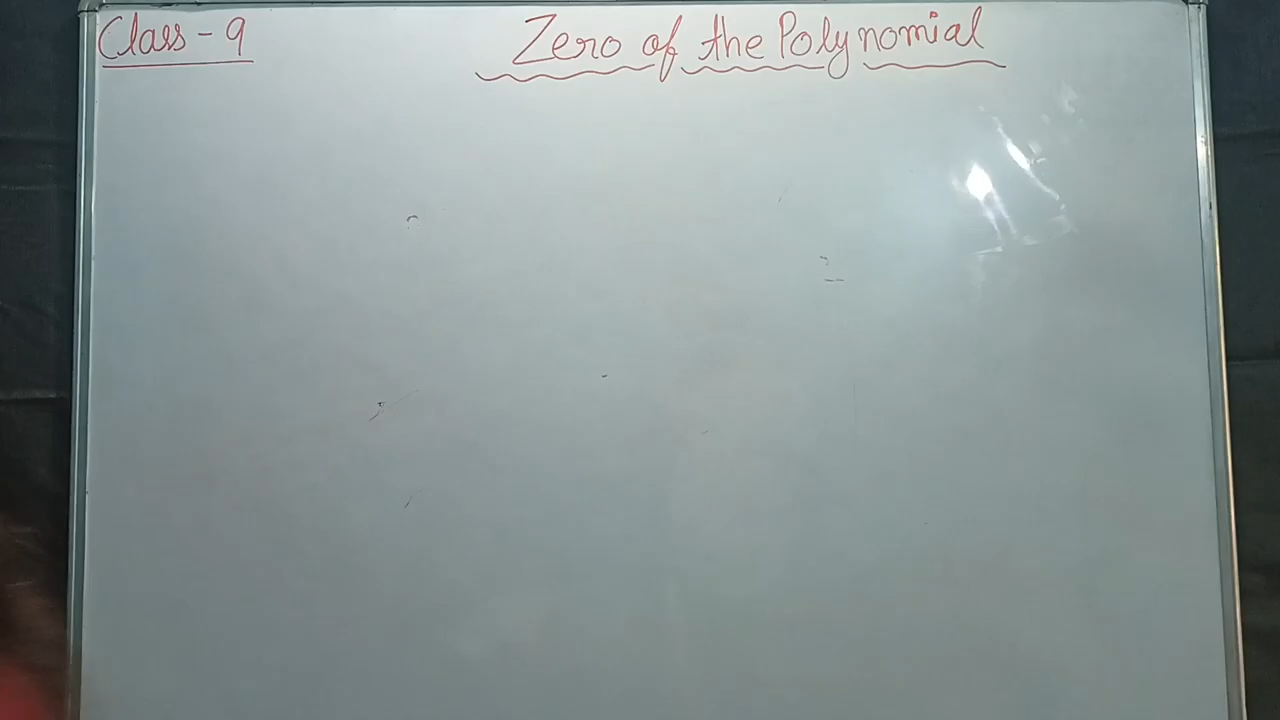 Class - 9
Zero of the Polynomial